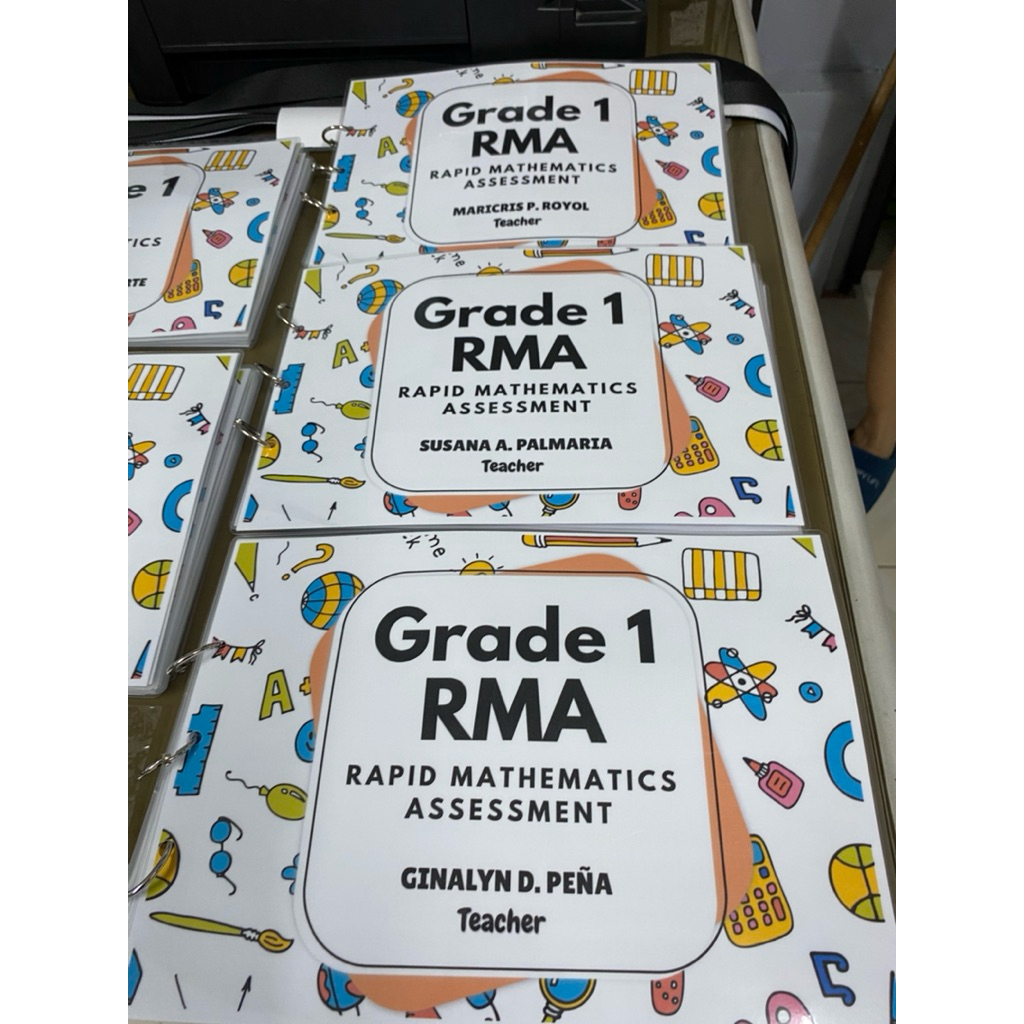 Grade 1
RMA
RAPID MATHEMATICS
ASSESSMENT
MARICRIS P. ROYOL
Teacher
Grade 1
RMA
RAPID MATHEMATICS
ASSESSMENT
SUSANA A. PALMARIA
Teacher
Grade 1
RMA
RAPID MATHEMATICS
ASSESSMENT
GINALYN D. PEÑA
Teacher
A+
A+
A+